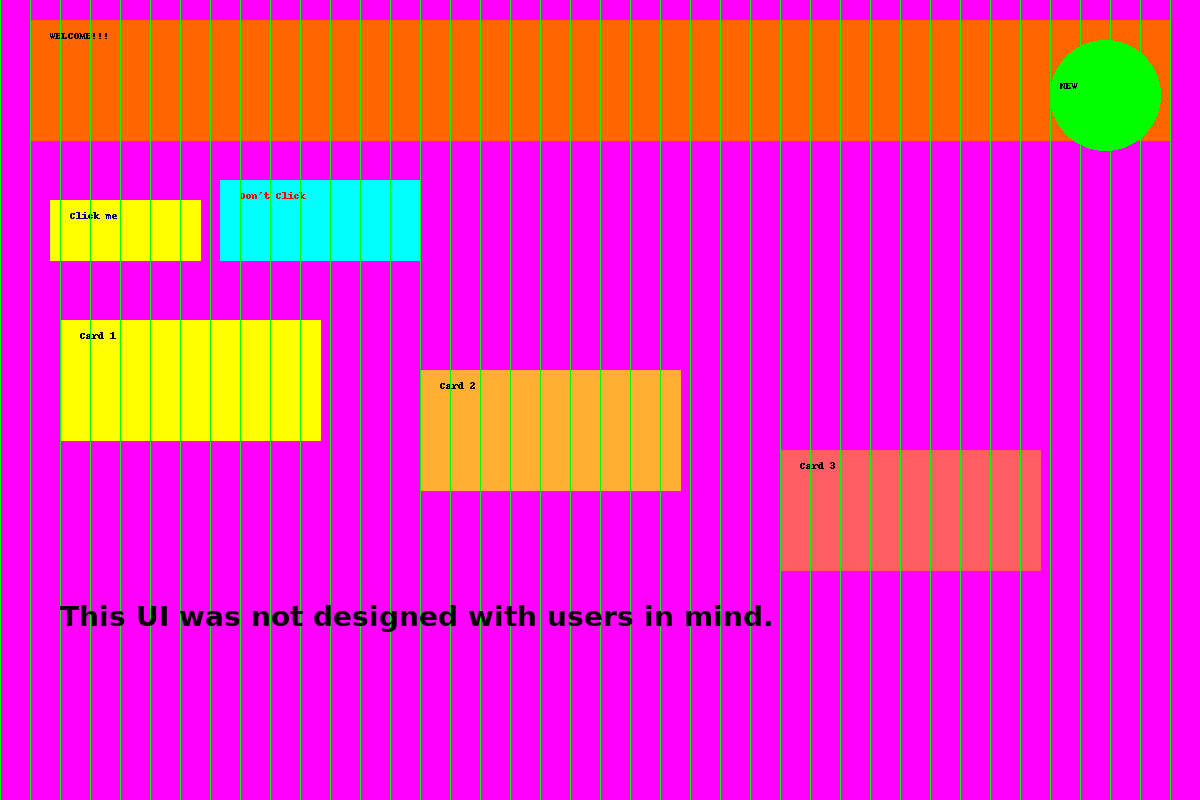 WELCOME!!!
NEW
Don't Click
Click me
Card 1
Card 2
Card 3
This UI was not designed with users in mind.